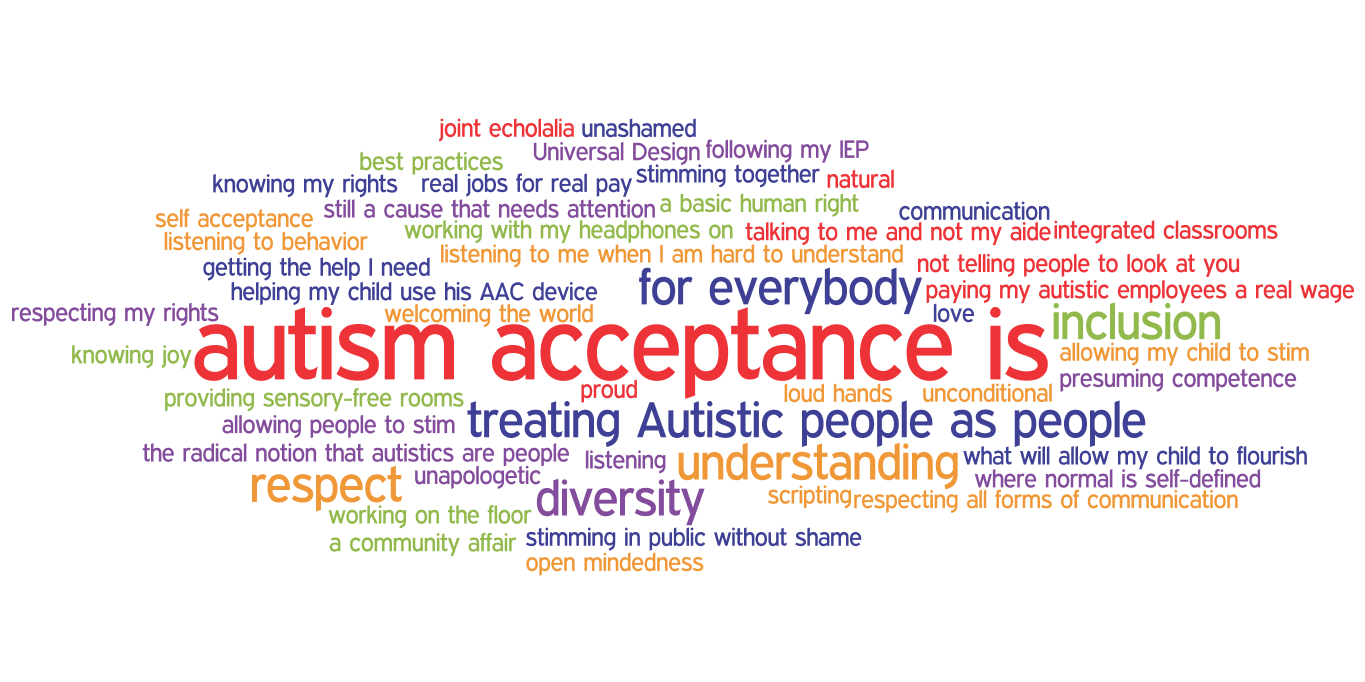 joint echolalia unashamed
Universal Design following my IEP
best practices
knowing my rights real jobs for real pay stimming together natural
self acceptance still a cause that needs attention a basic human right communication
listening to behavior working with my headphones on talking to me and not my aide integrated classrooms
getting the help I need listening to me when I am hard to understand not telling people to look at you
helping my child use his AAC device for everybody paying my autistic employees a real wage
respecting my rights welcoming the world love inclusion
knowing joy autism acceptance is allowing my child to stim
presuming competence
providing sensory-free rooms proud loud hands unconditional
allowing people to stim treating Autistic people as people
the radical notion that autistics are people listening understanding what will allow my child to flourish
respect unapologetic diversity where normal is self-defined
scripting respecting all forms of communication
working on the floor
a community affair stimming in public without shame
open mindedness